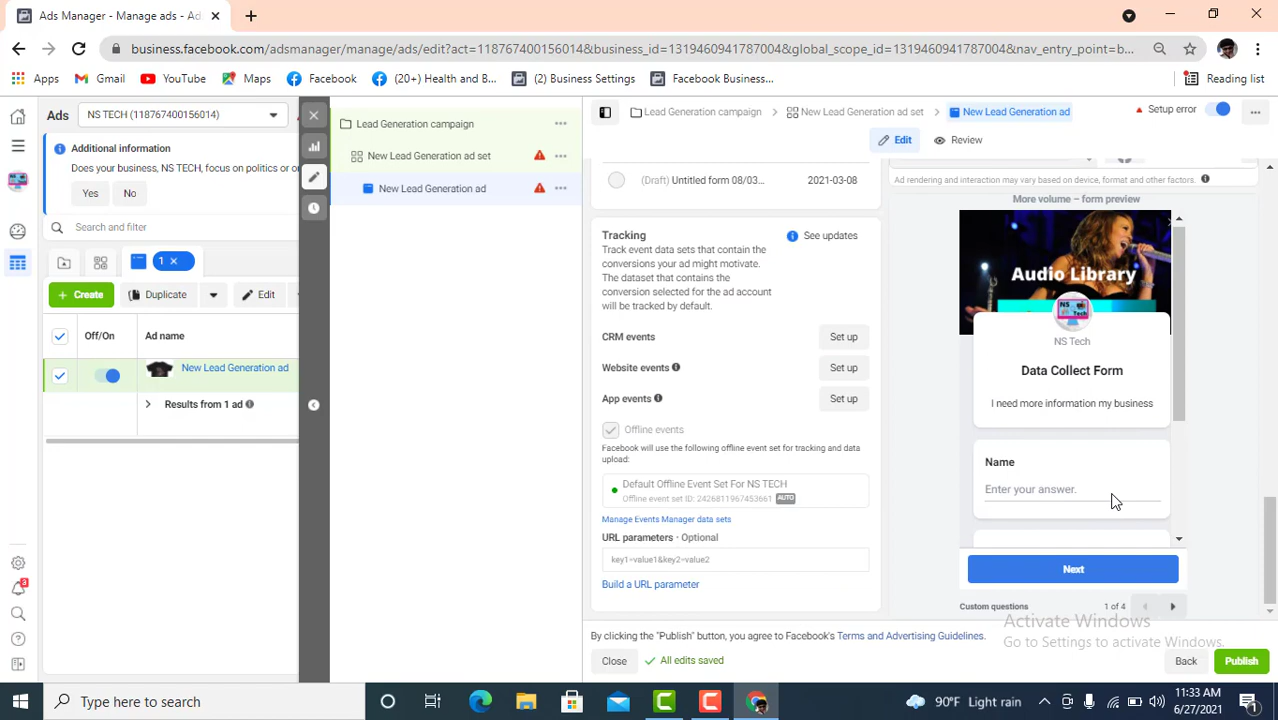 Ads Manager - Manage ads - Ads
business.facebook.com/adsmanager/manage/ads/edit?act=1187674001560​14&business_id=1319460941787004&global_scope_id=1319460941787004&nav_entry_point=b...
Apps
Gmail
YouTube
Maps
Facebook
(20+) Health and B...
(2) Business Settings
Facebook Business...
Reading list
Ads
NS TECH (118767400156014)
Additional information
Does your business, NS TECH, focus on politics or
Yes
No
Search and filter
1 ×
+ Create
Duplicate
Edit
Off/On
Ad name
New Lead Generation ad
Results from 1 ad
Lead Generation campaign
New Lead Generation ad set
New Lead Generation ad
Lead Generation campaign > New Lead Generation ad set > New Lead Generation ad
Setup error
Edit
Review
(Draft) Untitled form 08/03... 2021-03-08
Tracking
See updates
Track event data sets that contain the
conversions your ad might motivate.
The dataset that contains the
conversion selected for the ad account
will be tracked by default.
CRM events
Set up
Website events
Set up
App events
Set up
Offline events
Facebook will use the following offline event set for tracking and data
upload:
Default Offline Event Set For NS TECH
Offline event set ID: 2426811967453661 AUTO
Manage Events Manager data sets
URL parameters • Optional
key1=value1&key2=value2
Build a URL parameter
Ad rendering and interaction may vary based on device, format and other factors.
More volume – form preview
Audio Library
NS Tech
NS Tech
Data Collect Form
I need more information my business
Name
Enter your answer.
Next
Custom questions
1 of 4
Activate Windows
Go to Settings to activate Windows.
By clicking the "Publish" button, you agree to Facebook's Terms and Advertising Guidelines.
Close
All edits saved
Back
Publish
Type here to search
90°F Light rain
11:33 AM
6/27/2021
3
1